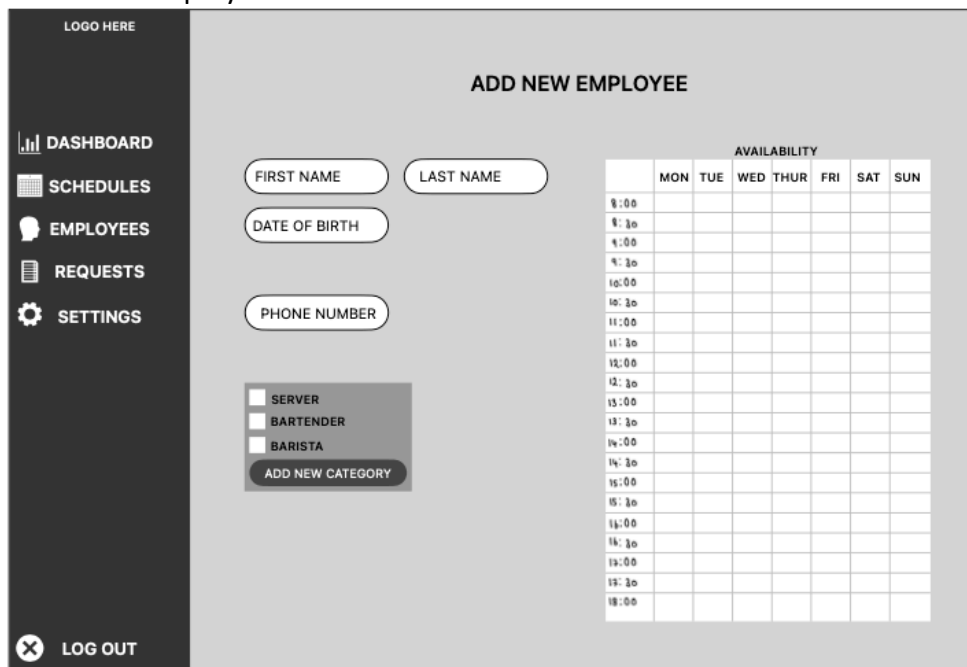 LOGO HERE
ADD NEW EMPLOYEE
DASHBOARD
SCHEDULES
EMPLOYEES
REQUESTS
SETTINGS
LOG OUT
FIRST NAME
LAST NAME
DATE OF BIRTH
PHONE NUMBER
SERVER
BARTENDER
BARISTA
ADD NEW CATEGORY
AVAILABILITY
MON TUE WED THUR FRI SAT SUN
8:00
8:30
9:00
9:30
10:00
10:30
11:00
11:30
12:00
12:30
13:00
13:30
14:00
14:30
15:00
15:30
16:00
16:30
17:00
17:30
18:00